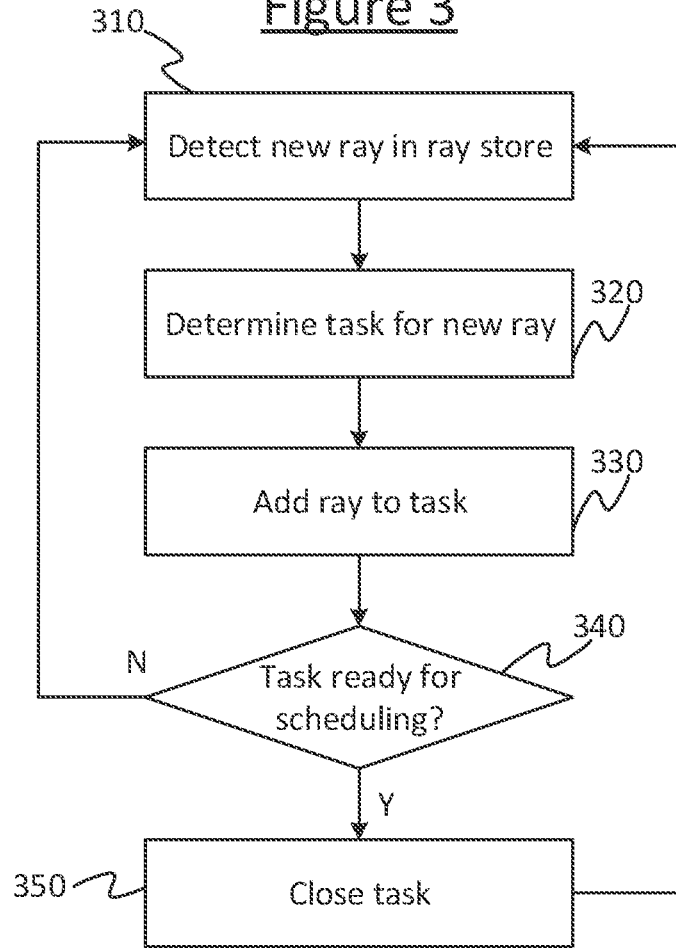 Figure 3
310
Detect new ray in ray store
320
Determine task for new ray
330
Add ray to task
340
N
Task ready for
scheduling?
Y
350
Close task